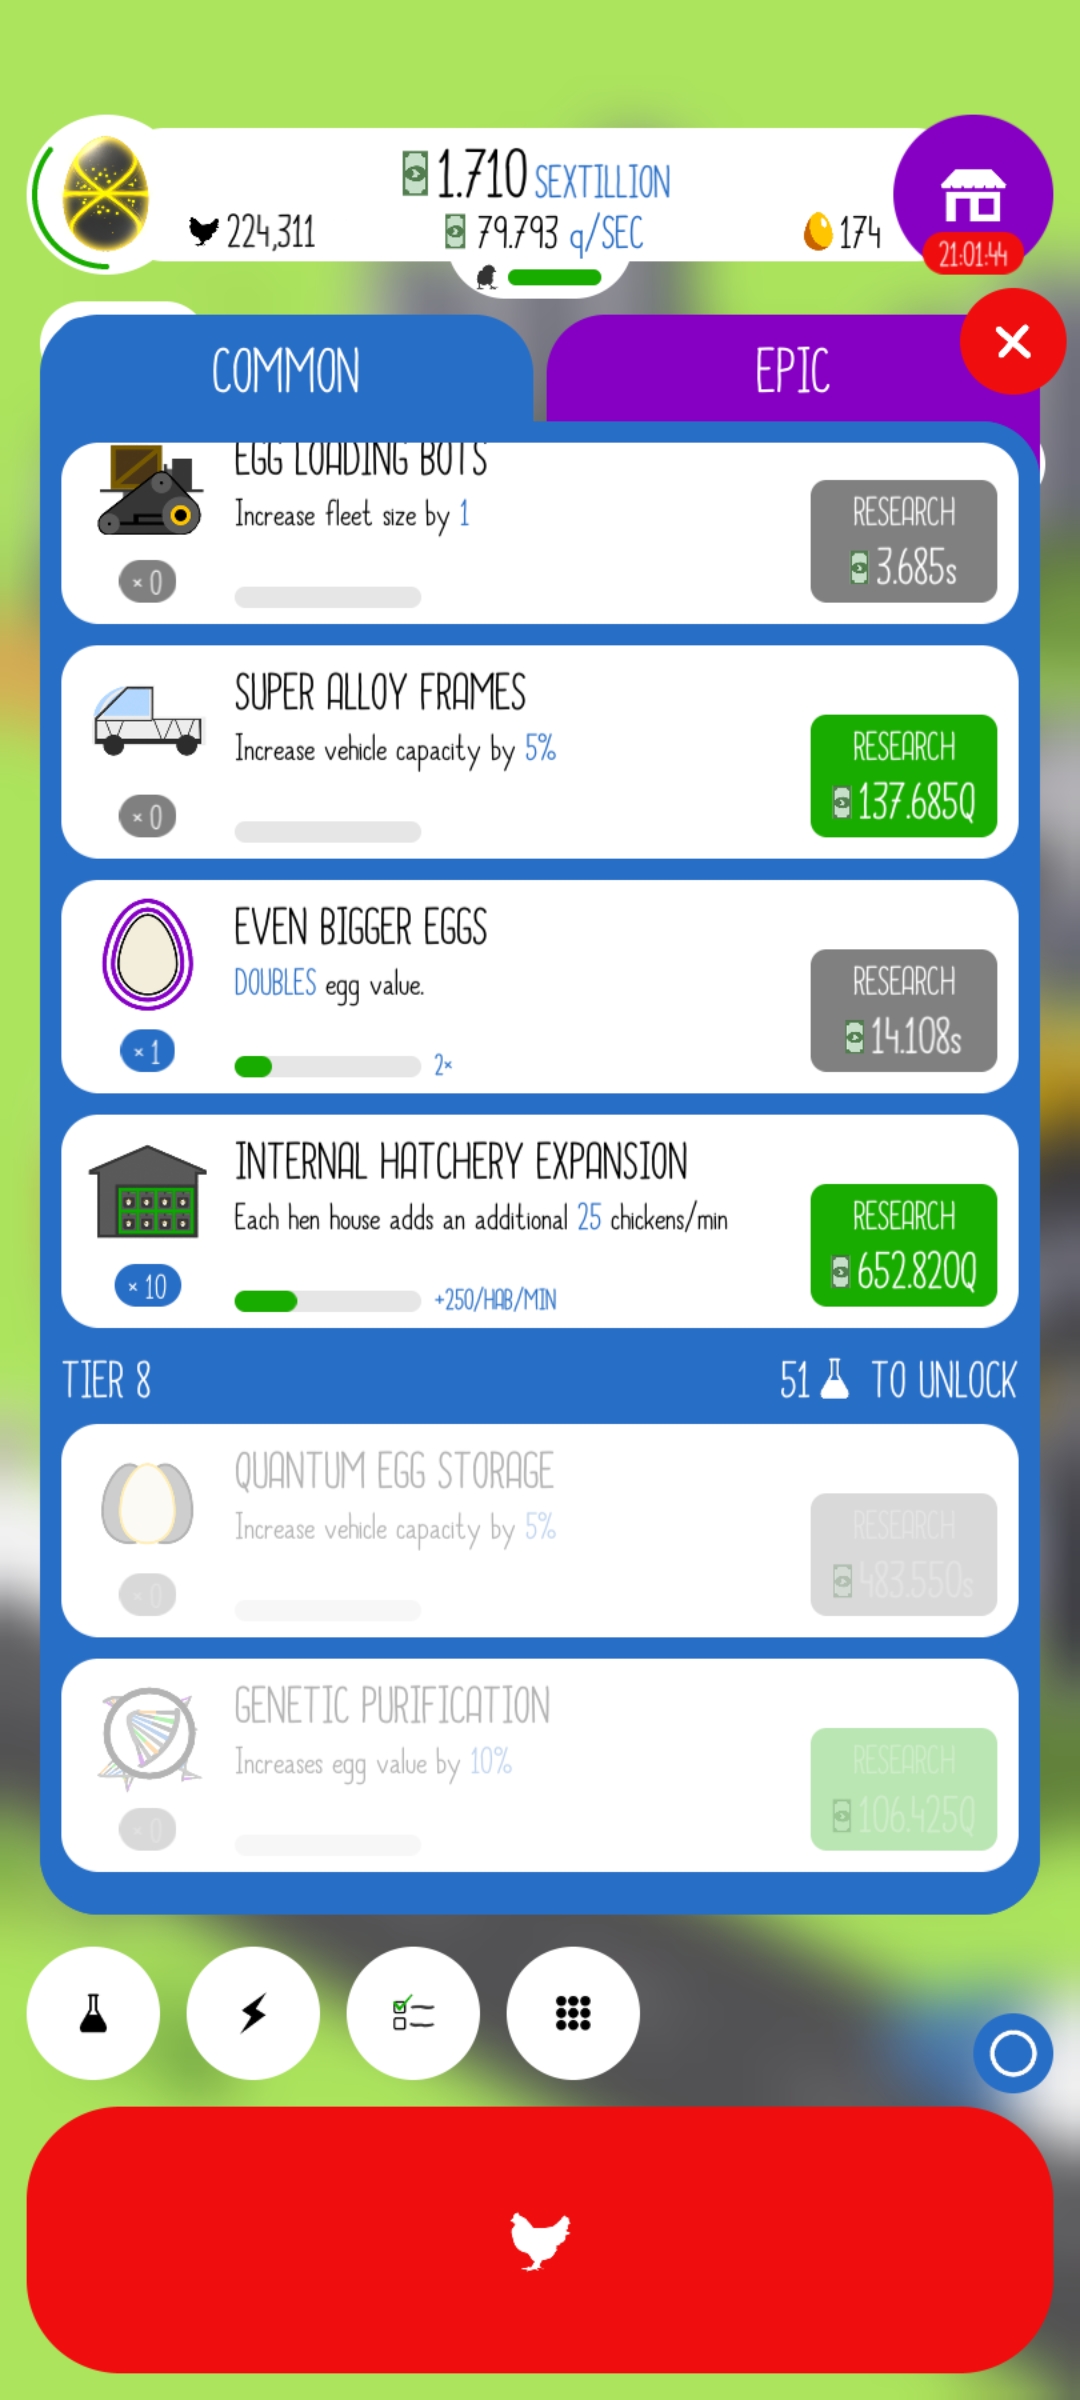 1.710 SEXTILLION
224,311
79.793 q/SEC
174
21:01:44
COMMON
EPIC
EGG LOADING BOTS
Increase fleet size by 1
× 0
RESEARCH
3.685s
SUPER ALLOY FRAMES
Increase vehicle capacity by 5%
× 0
RESEARCH
137.685Q
EVEN BIGGER EGGS
DOUBLES egg value.
× 1
2×
RESEARCH
14.108s
INTERNAL HATCHERY EXPANSION
Each hen house adds an additional 25 chickens/min
× 10
+250/HAB/MIN
RESEARCH
652.820Q
TIER 8
51 TO UNLOCK
QUANTUM EGG STORAGE
Increase vehicle capacity by 5%
× 0
RESEARCH
483.550s
GENETIC PURIFICATION
Increases egg value by 10%
× 0
RESEARCH
106.425Q